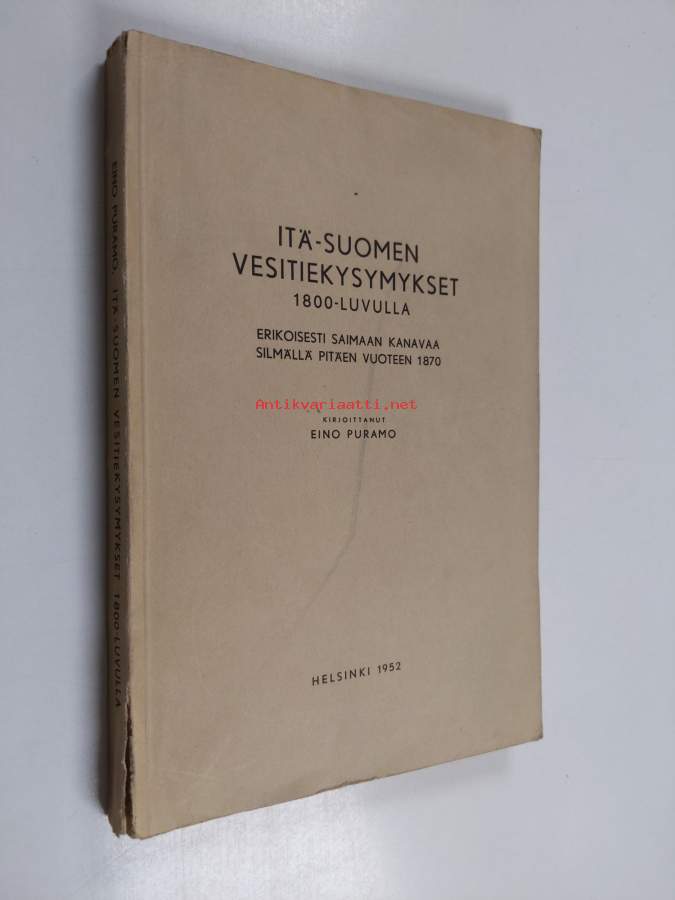 ITÄ-SUOMEN
VESITIEKYSYMYKSET
1800-LUVULLA
ERIKOISESTI SAIMAAN KANAVAA
SILMÄLLÄ PITÄEN VUOTEEN 1870
Antikvariaatti.net
KIRJOITTANUT
EINO PURAMO
HELSINKI 1952
EINO PURAMO: ITÄ-SUOMEN VESITIEKYSYMYKSET 1800-LUVULLA